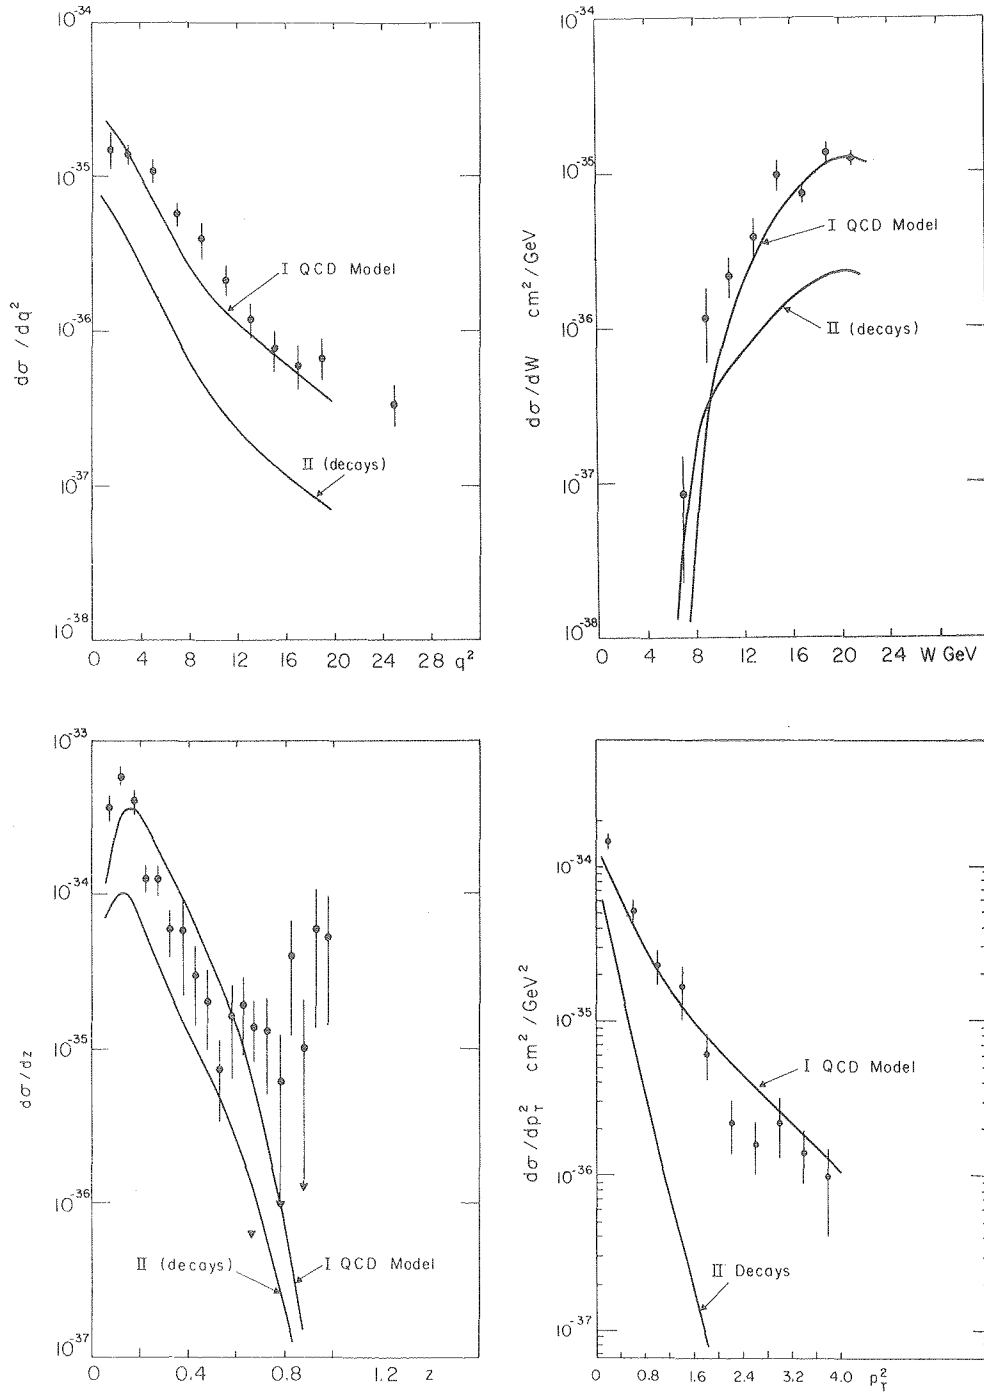 10-34
10-35
10-36
10-37
10-38
dσ/dq2
I QCD Model
II (decays)
0 4 8 12 16 20 24 28 q2
10-34
10-35
10-36
10-37
10-38
dσ/dW cm2/GeV
I QCD Model
II (decays)
0 4 8 12 16 20 W GeV
10-33
10-34
10-35
10-36
10-37
dσ/dz
II (decays)
I QCD Model
0 0.4 0.8 1.2 z
10-34
10-35
10-36
10-37
dσ/dpT2 cm2/GeV2
I QCD Model
II Decays
0 0.8 1.6 2.4 3.2 4.0 pT2